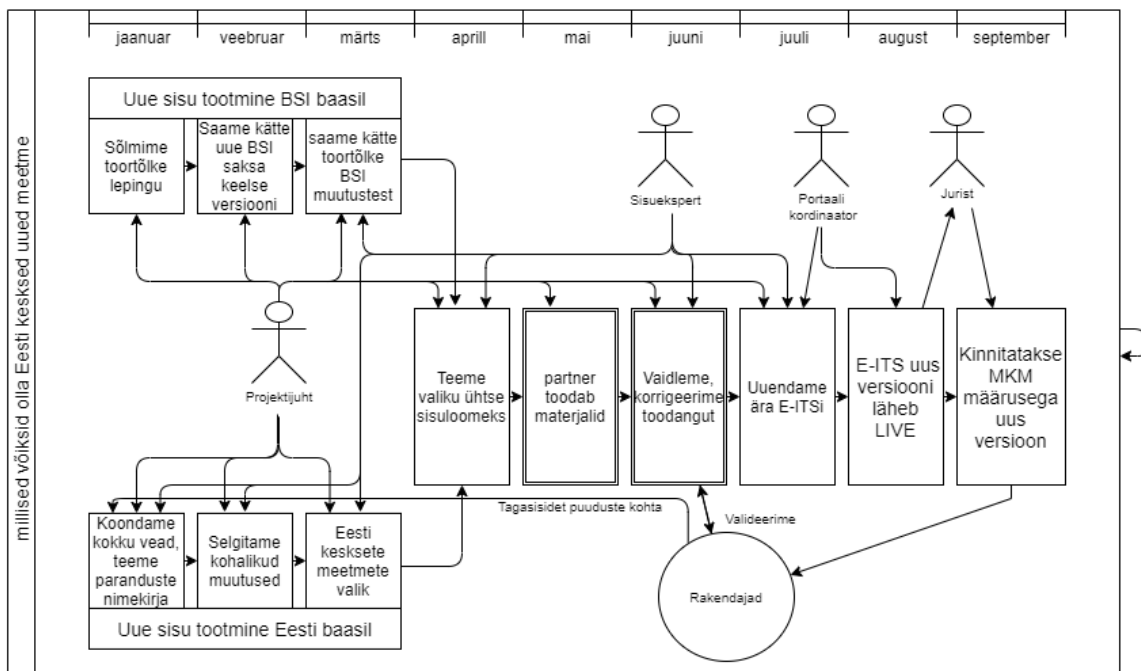 jaanuar
veebruar
märts
aprill
mai
juuni
juuli
august
september
millised võiksid olla Eesti kesksed uued meetme
Uue sisu tootmine BSI baasil
Sõlmime
toortõlke
lepingu
Saame kätte
uue BSI
saksa
keelse
versiooni
saame kätte
toortõlke
BSI
muutustest
Sisuekspert
Portaali
kordinaator
Jurist
Projektijuht
Teeme
valiku ühtse
sisuloomeks
partner
toodab
materjalid
Vaidleme,
korrigeerime
toodangut
Uuendame
ära E-ITSi
E-ITS uus
versiooni
läheb
LIVE
Kinnitatakse
MKM
määrusega
uus
versioon
Tagasisidet puuduste kohta
Valideerime
Koondame
kokku vead,
teeme
paranduste
nimekirja
Selgitame
kohalikud
muutused
Eesti
kesksete
meetmete
valik
Rakendajad
Uue sisu tootmine Eesti baasil